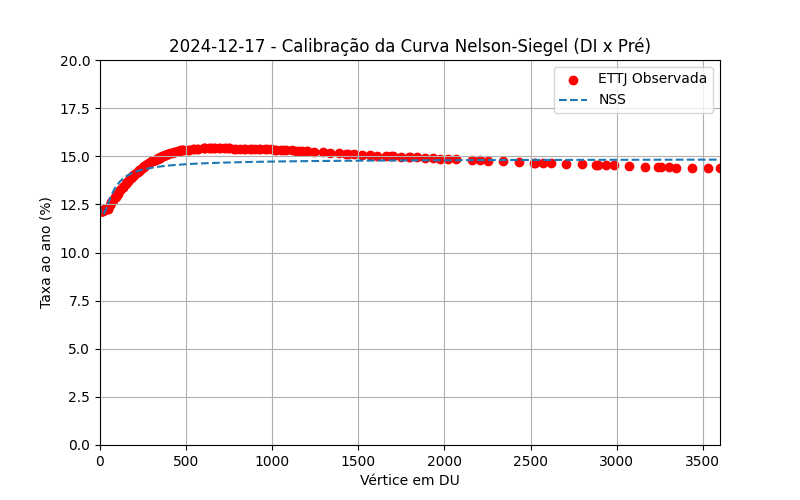 2024-12-17 - Calibração da Curva Nelson-Siegel (DI x Pré)
20.0
17.5
15.0
12.5
10.0
7.5
5.0
2.5
0.0
Taxa ao ano (%)
ETTJ Observada
NSS
0 500 1000 1500 2000 2500 3000 3500
Vértice em DU